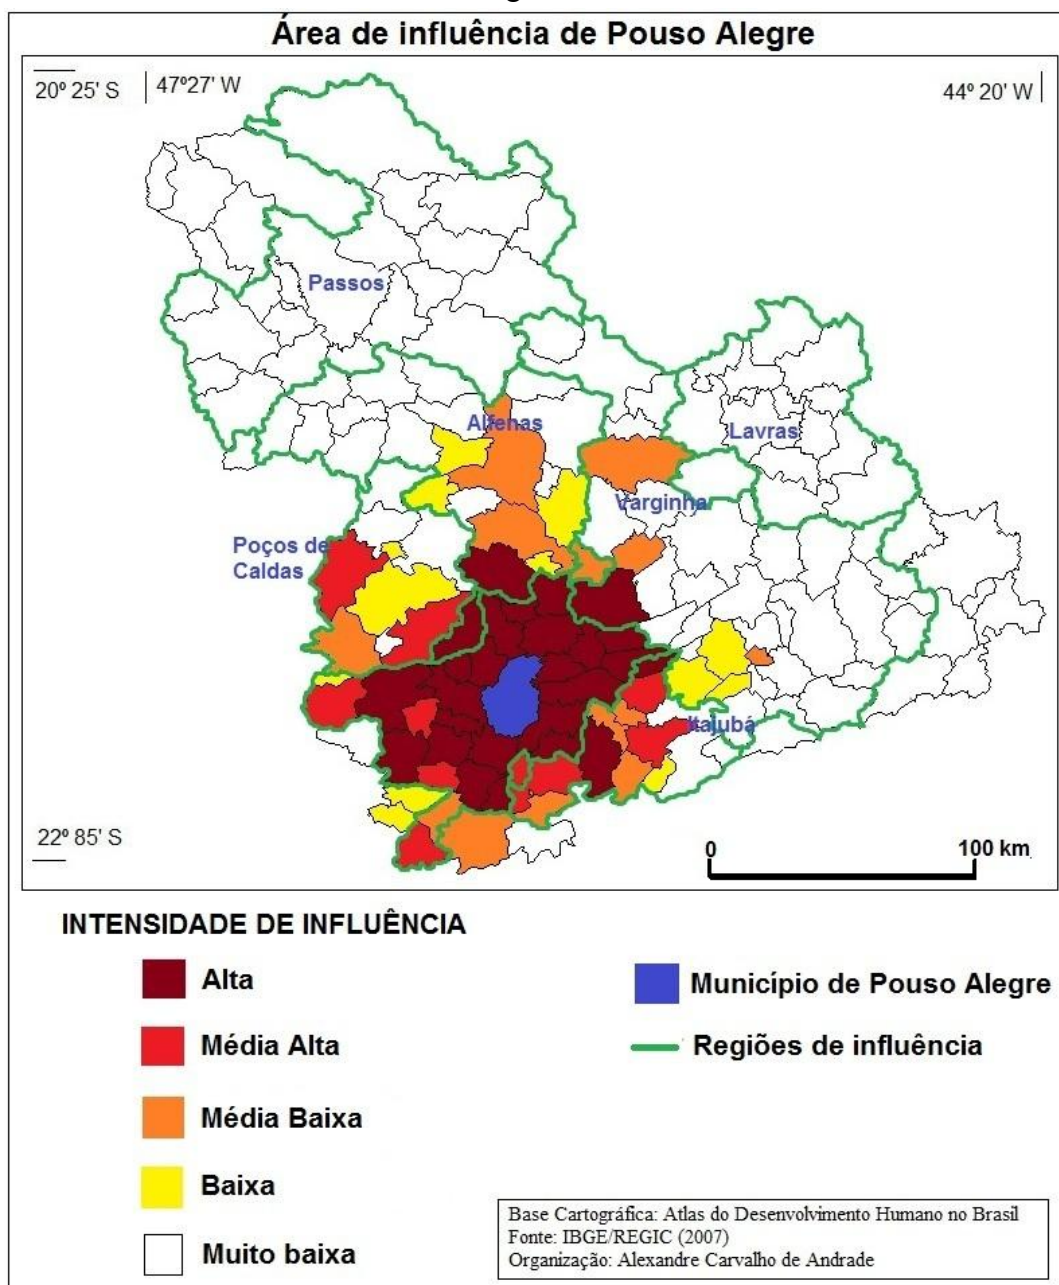 Área de influência de Pouso Alegre
20º 25' S
47º27' W
44º 20' W
Passos
Alfenas
Lavras
Varginha
Poços de
Caldas
Itajubá
22º 85' S
0
100 km
INTENSIDADE DE INFLUÊNCIA
Alta
Média Alta
Média Baixa
Baixa
Muito baixa
Município de Pouso Alegre
Regiões de influência
Base Cartográfica: Atlas do Desenvolvimento Humano no Brasil
Fonte: IBGE/REGIC (2007)
Organização: Alexandre Carvalho de Andrade